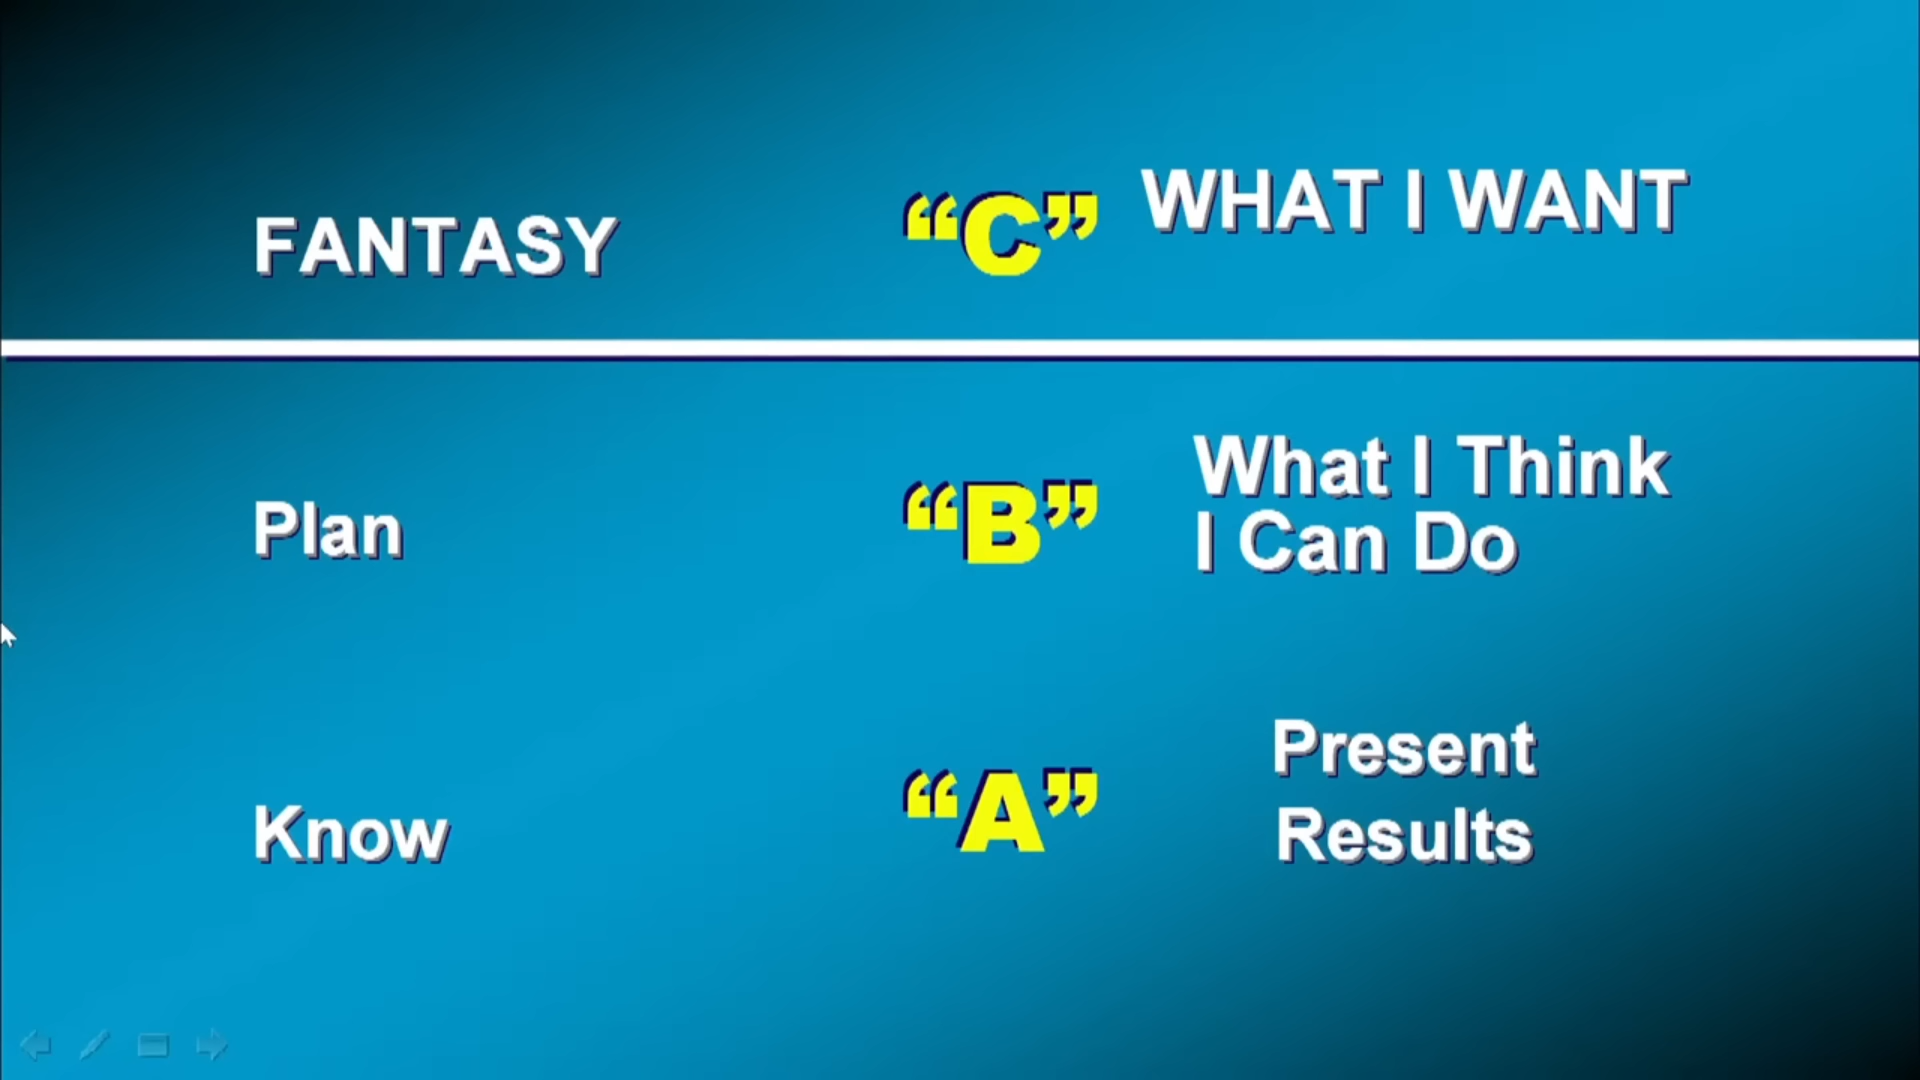 FANTASY "C" WHAT I WANT
Plan “B” What I Think
I Can Do
Know “A” Present
Results